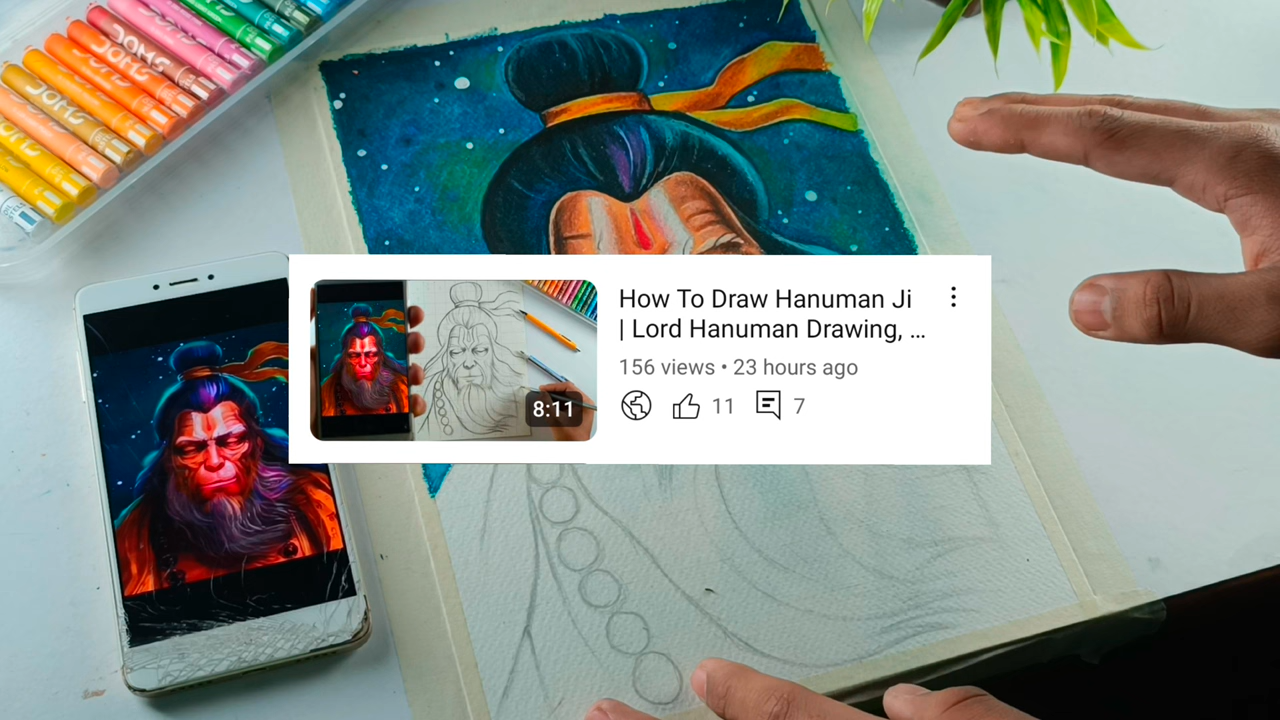 DOMS
DOMS
DOMS
DOMS
How To Draw Hanuman Ji
| Lord Hanuman Drawing, ...
156 views • 23 hours ago
11
7
8:11